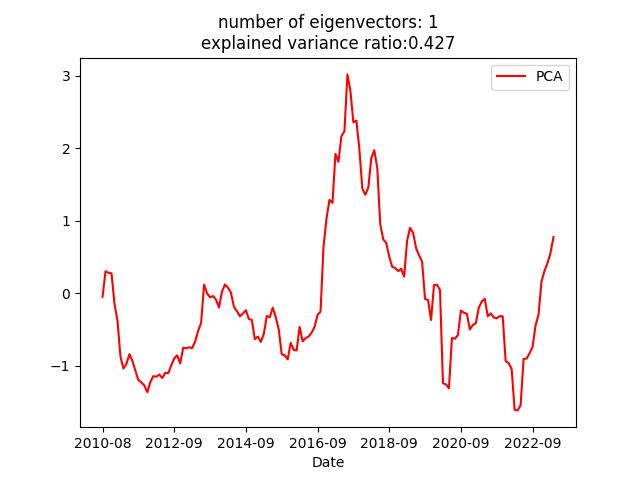 number of eigenvectors: 1
explained variance ratio:0.427
PCA
3
2
1
0
−1
2010-08 2012-09 2014-09 2016-09 2018-09 2020-09 2022-09
Date